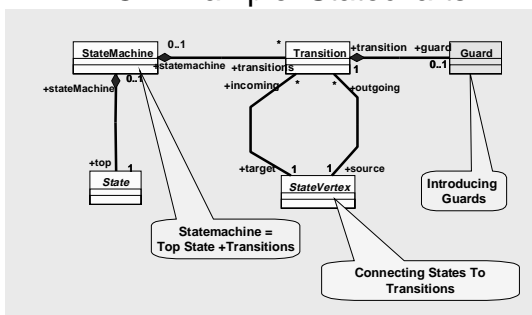 StateMachine
0..1
+statemachine
*
+transitions
Transition
+transition
1
+guard
0..1
Guard
0..1
+stateMachine
+incoming
*
*
+outgoing
+top
1
State
+target
1
1
+source
StateVertex
Introducing
Guards
Statemachine =
Top State +Transitions
Connecting States To
Transitions